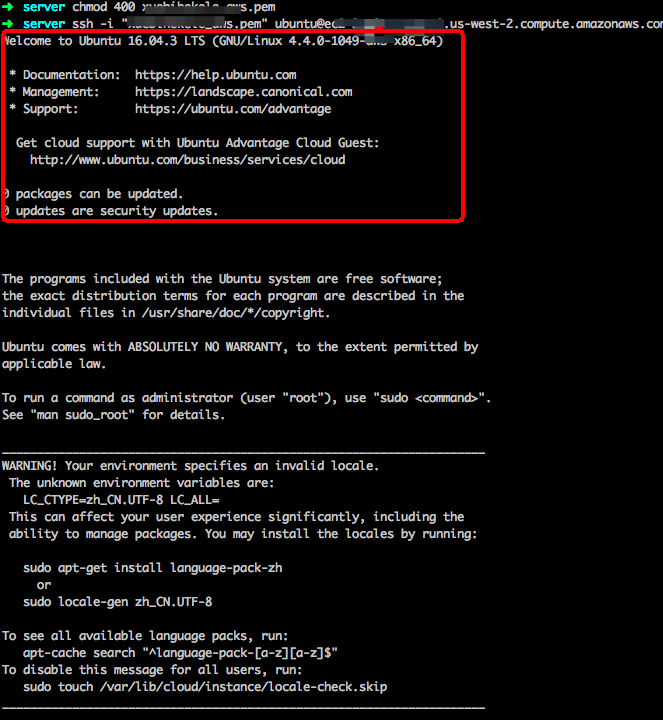 ➜ server chmod 400 aws.pem
➜ server ssh -i "aws.pem" ubuntu@ec2 .us-west-2.compute.amazonaws.com
Welcome to Ubuntu 16.04.3 LTS (GNU/Linux 4.4.0-1049-aws x86_64)
* Documentation: https://help.ubuntu.com
* Management: https://landscape.canonical.com
* Support: https://ubuntu.com/advantage
Get cloud support with Ubuntu Advantage Cloud Guest:
http://www.ubuntu.com/business/services/cloud
0 packages can be updated.
0 updates are security updates.
The programs included with the Ubuntu system are free software;
the exact distribution terms for each program are described in the
individual files in /usr/share/doc/*/copyright.
Ubuntu comes with ABSOLUTELY NO WARRANTY, to the extent permitted by
applicable law.
To run a command as administrator (user "root"), use "sudo <command>".
See "man sudo_root" for details.
WARNING! Your environment specifies an invalid locale.
The unknown environment variables are:
LC_CTYPE=zh_CN.UTF-8 LC_ALL=
This can affect your user experience significantly, including the
ability to manage packages. You may install the locales by running:
sudo apt-get install language-pack-zh
or
sudo locale-gen zh_CN.UTF-8
To see all available language packs, run:
apt-cache search "^language-pack-[a-z][a-z]$"
To disable this message for all users, run:
sudo touch /var/lib/cloud/instance/locale-check.skip